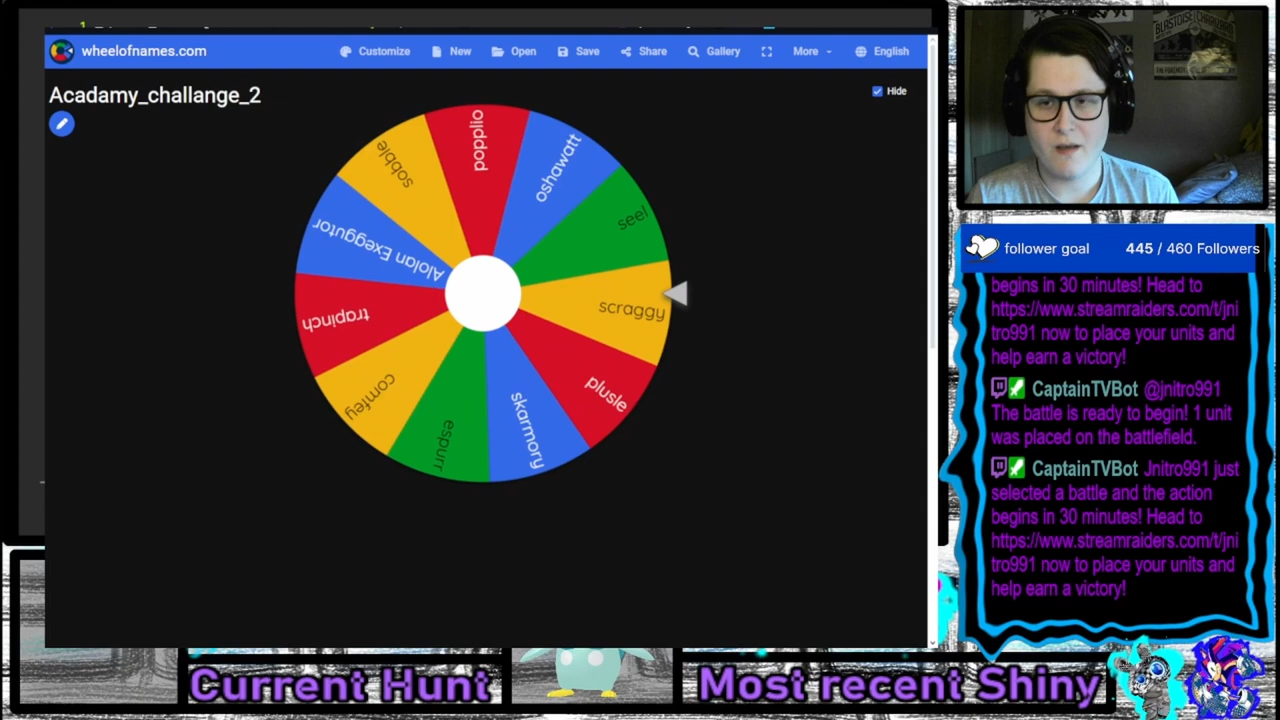 wheelofnames.com
Customize
New
Open
Save
Share
Gallery
More
English
Acadamy_challange_2
Hide
popplio
oshawatt
seel
scraggy
plusle
skarmory
espurr
comfey
trapinch
Alolan Exeggutor
sobble
follower goal 445 / 460 Followers
begins in 30 minutes! Head to
https://www.streamraiders.com/t/jni
tro991 now to place your units and
help earn a victory!
CaptainTVBot @jnitro991
The battle is ready to begin! 1 unit
was placed on the battlefield.
CaptainTVBot Jnitro991 just
selected a battle and the action
begins in 30 minutes! Head to
https://www.streamraiders.com/t/jni
tro991 now to place your units and
help earn a victory!
Current Hunt
Most recent Shiny